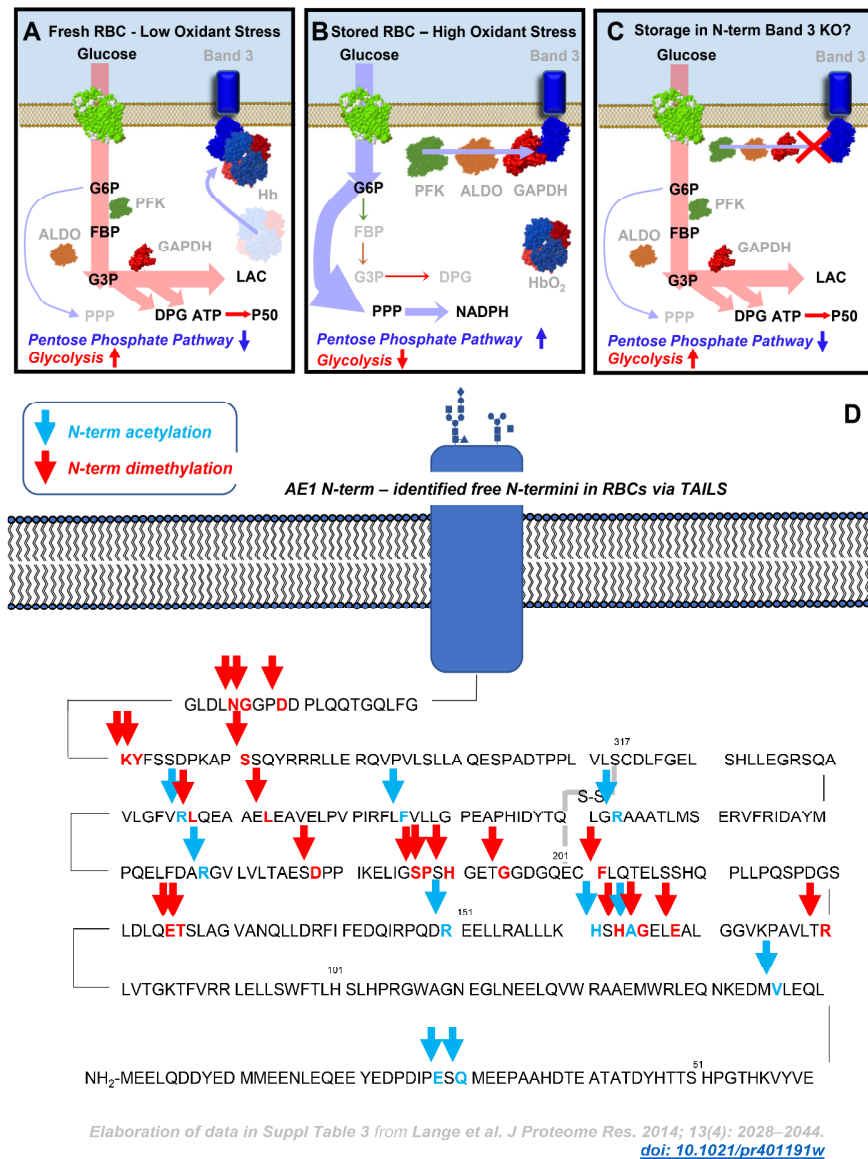 A Fresh RBC - Low Oxidant Stress
Glucose
Band 3
G6P
PFK
Hb
ALDO
FBP
GAPDH
G3P
LAC
PPP
DPG ATP
P50
Pentose Phosphate Pathway
Glycolysis
B Stored RBC – High Oxidant Stress
Glucose
Band 3
G6P
PFK
ALDO
GAPDH
FBP
G3P
DPG
HbO2
PPP
NADPH
Pentose Phosphate Pathway
Glycolysis
C Storage in N-term Band 3 KO?
Glucose
Band 3
G6P
PFK
ALDO
FBP
GAPDH
G3P
LAC
PPP
DPG ATP
P50
Pentose Phosphate Pathway
Glycolysis
D
N-term acetylation
N-term dimethylation
AE1 N-term – identified free N-termini in RBCs via TAILS
GLDLNGGPDD PLQQTGQLFG
317
KYFSSDPKAP SSQYRRRLLE RQVPVLSLLA QESPADTPPL VLSCDLFGEL SHLLEGRSQA
S-S
VLGFVRLQEA AELEAVELPV PIRFLFVLLG PEAPHIDYTQ LGRAAATLMS ERVFRIDAYM
201
PQELFDARGV LVLTAESDPP IKELIGSPSH GETGGDGQEC FLQTELSSHQ PLLPQSPDGS
151
LDLQETSLAG VANQLLDRFI FEDQIRPQDR EELLRALLLK HSHAGELEAL GGVKPAVLTR
101
LVTGKTFVRR LELLSWFTLH SLHPRGWAGN EGLNEELQVW RAAEMWRLEQ NKEDMVLEQL
51
NH2-MEELQDDYED MMEENLEQEE YEDPDIPESQ MEEPAAHDTE ATATDYHTTS HPGTHKVYVE
Elaboration of data in Suppl Table 3 from Lange et al. J Proteome Res. 2014; 13(4): 2028–2044.
doi: 10.1021/pr401191w